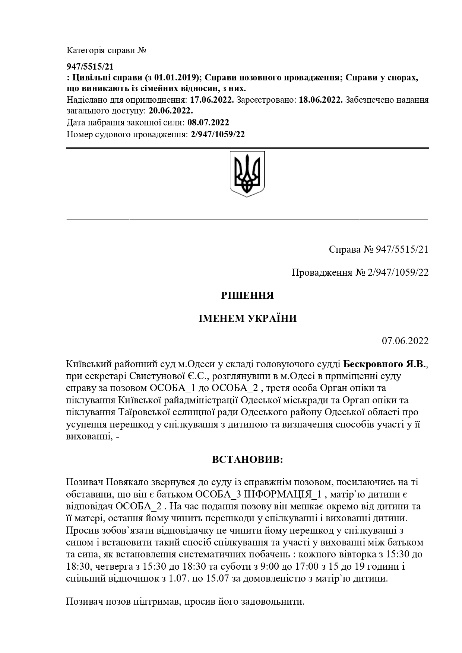 Категорія справи №
947/5515/21
: Цивільні справи (з 01.01.2019); Справи позовного провадження; Справи у спорах,
що виникають із сімейних відносин, з них.
Надіслано для оприлюднення: 17.06.2022. Зареєстровано: 18.06.2022. Забезпечено надання
загального доступу: 20.06.2022.
Дата набрання законної сили: 08.07.2022
Номер судового провадження: 2/947/1059/22
Справа № 947/5515/21
Провадження № 2/947/1059/22
РІШЕННЯ
ІМЕНЕМ УКРАЇНИ
07.06.2022
Київський районний суд м.Одеси у складі головуючого судді Бескровного Я.В.,
при секретарі Свистунової Є.Є., розглянувши в м.Одесі в приміщенні суду
справу за позовом ОСОБА_1 до ОСОБА_2 , третя особа Орган опіки та
піклування Київської райадміністрації Одеської міськради та Орган опіки та
піклування Таїровської селищної ради Одеського району Одеської області про
усунення перешкод у спілкування з дитиною та визначення способів участі у її
вихованні, -
ВСТАНОВИВ:
Позивач Повякало звернувся до суду із справжнім позовом, посилаючись на ті
обставини, що він є батьком ОСОБА_3 ІНФОРМАЦІЯ_1 , матір`ю дитини є
відповідач ОСОБА_2 . На час подання позову він мешкає окремо від дитини та
її матері, остання йому чинить перешкоди у спілкуванні і вихованні дитини.
Просив зобов`язати відповідачку не чинити йому перешкод у спілкуванні з
сином і встановити такий спосіб спілкування та участі у вихованні між батьком
та сина, як встановлення систематичних побачень : кожного вівторка з 15:30 до
18:30, четверга з 15:30 до 18:30 та суботи з 9:00 до 17:00 з 15 до 19 години і
спільний відпочинок з 1.07. по 15.07 за домовленістю з матір`ю дитини.
Позивач позов підтримав, просив його задовольнити.